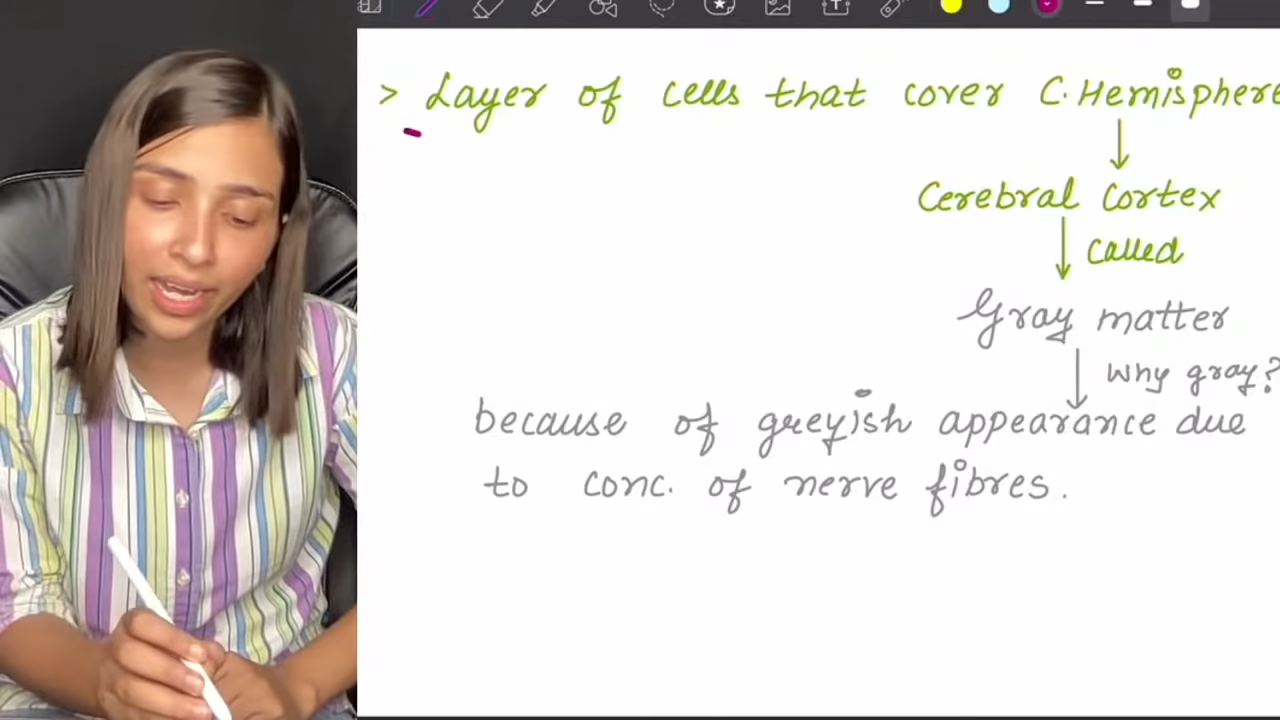 > Layer of cells that cover C. Hemisphere
Cerebral Cortex
called
Gray matter
Why gray?
because of greyish appearance due
to conc. of nerve fibres.